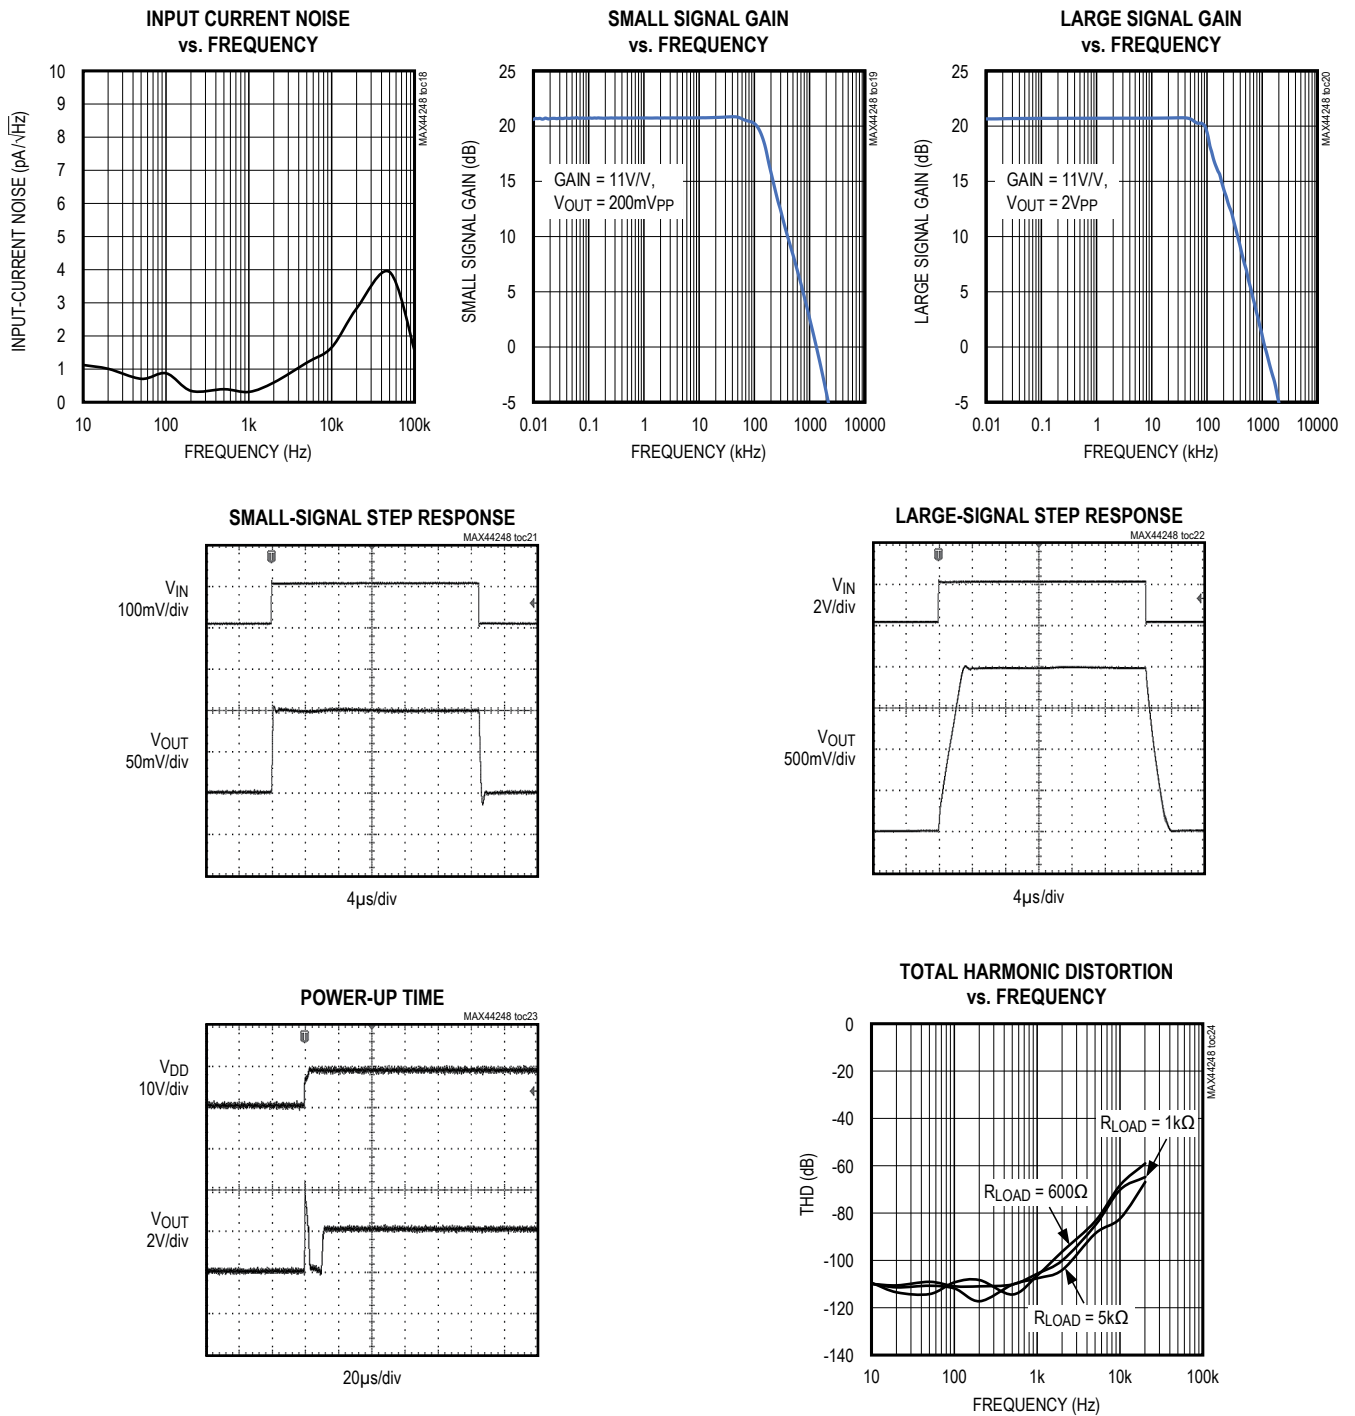 INPUT CURRENT NOISE
vs. FREQUENCY
INPUT-CURRENT NOISE (pA/√Hz)
10
9
8
7
6
5
4
3
2
1
0
10
100
1k
10k
100k
FREQUENCY (Hz)
MAX44248 toc18
SMALL SIGNAL GAIN
vs. FREQUENCY
SMALL SIGNAL GAIN (dB)
25
20
15
10
5
0
-5
GAIN = 11V/V,
VOUT = 200mVPP
0.01
0.1
1
10
100
1000
10000
FREQUENCY (kHz)
MAX44248 toc19
LARGE SIGNAL GAIN
vs. FREQUENCY
LARGE SIGNAL GAIN (dB)
25
20
15
10
5
0
-5
GAIN = 11V/V,
VOUT = 2VPP
0.01
0.1
1
10
100
1000
10000
FREQUENCY (kHz)
MAX44248 toc20
SMALL-SIGNAL STEP RESPONSE
MAX44248 toc21
VIN
100mV/div
VOUT
50mV/div
4µs/div
LARGE-SIGNAL STEP RESPONSE
MAX44248 toc22
VIN
2V/div
VOUT
500mV/div
4µs/div
POWER-UP TIME
MAX44248 toc23
VDD
10V/div
VOUT
2V/div
20µs/div
TOTAL HARMONIC DISTORTION
vs. FREQUENCY
THD (dB)
0
-20
-40
-60
-80
-100
-120
-140
RLOAD = 1kΩ
RLOAD = 600Ω
RLOAD = 5kΩ
10
100
1k
10k
100k
FREQUENCY (Hz)
MAX44248 toc24